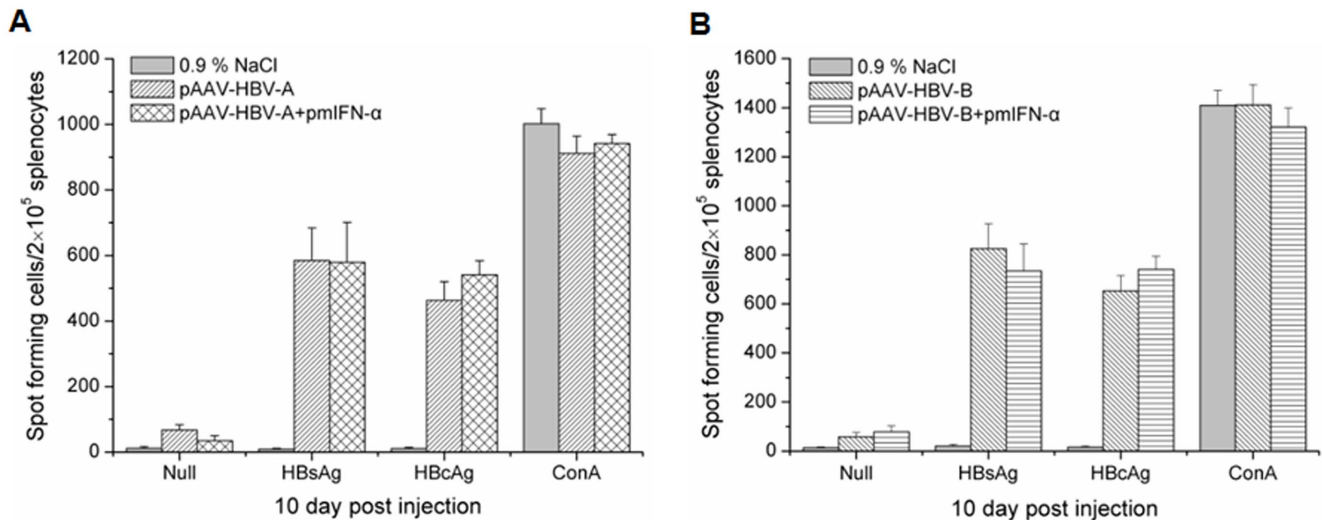 A
Spot forming cells/2×10⁵ splenocytes
1200
1000
800
600
400
200
0
0.9 % NaCl
pAAV-HBV-A
pAAV-HBV-A+pmIFN-α
Null
HBsAg
HBcAg
ConA
10 day post injection
B
Spot forming cells/2×10⁵ splenocytes
1600
1400
1200
1000
800
600
400
200
0
0.9 % NaCl
pAAV-HBV-B
pAAV-HBV-B+pmIFN-α
Null
HBsAg
HBcAg
ConA
10 day post injection